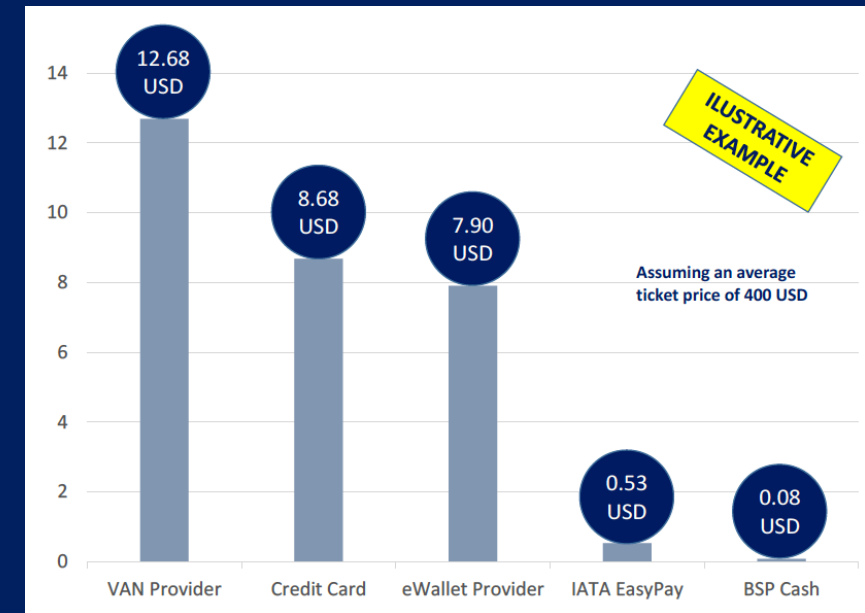 14
12
10
8
6
4
2
0
12.68
USD
8.68
USD
7.90
USD
0.53
USD
0.08
USD
ILUSTRATIVE
EXAMPLE
Assuming an average
ticket price of 400 USD
VAN Provider
Credit Card
eWallet Provider
IATA EasyPay
BSP Cash